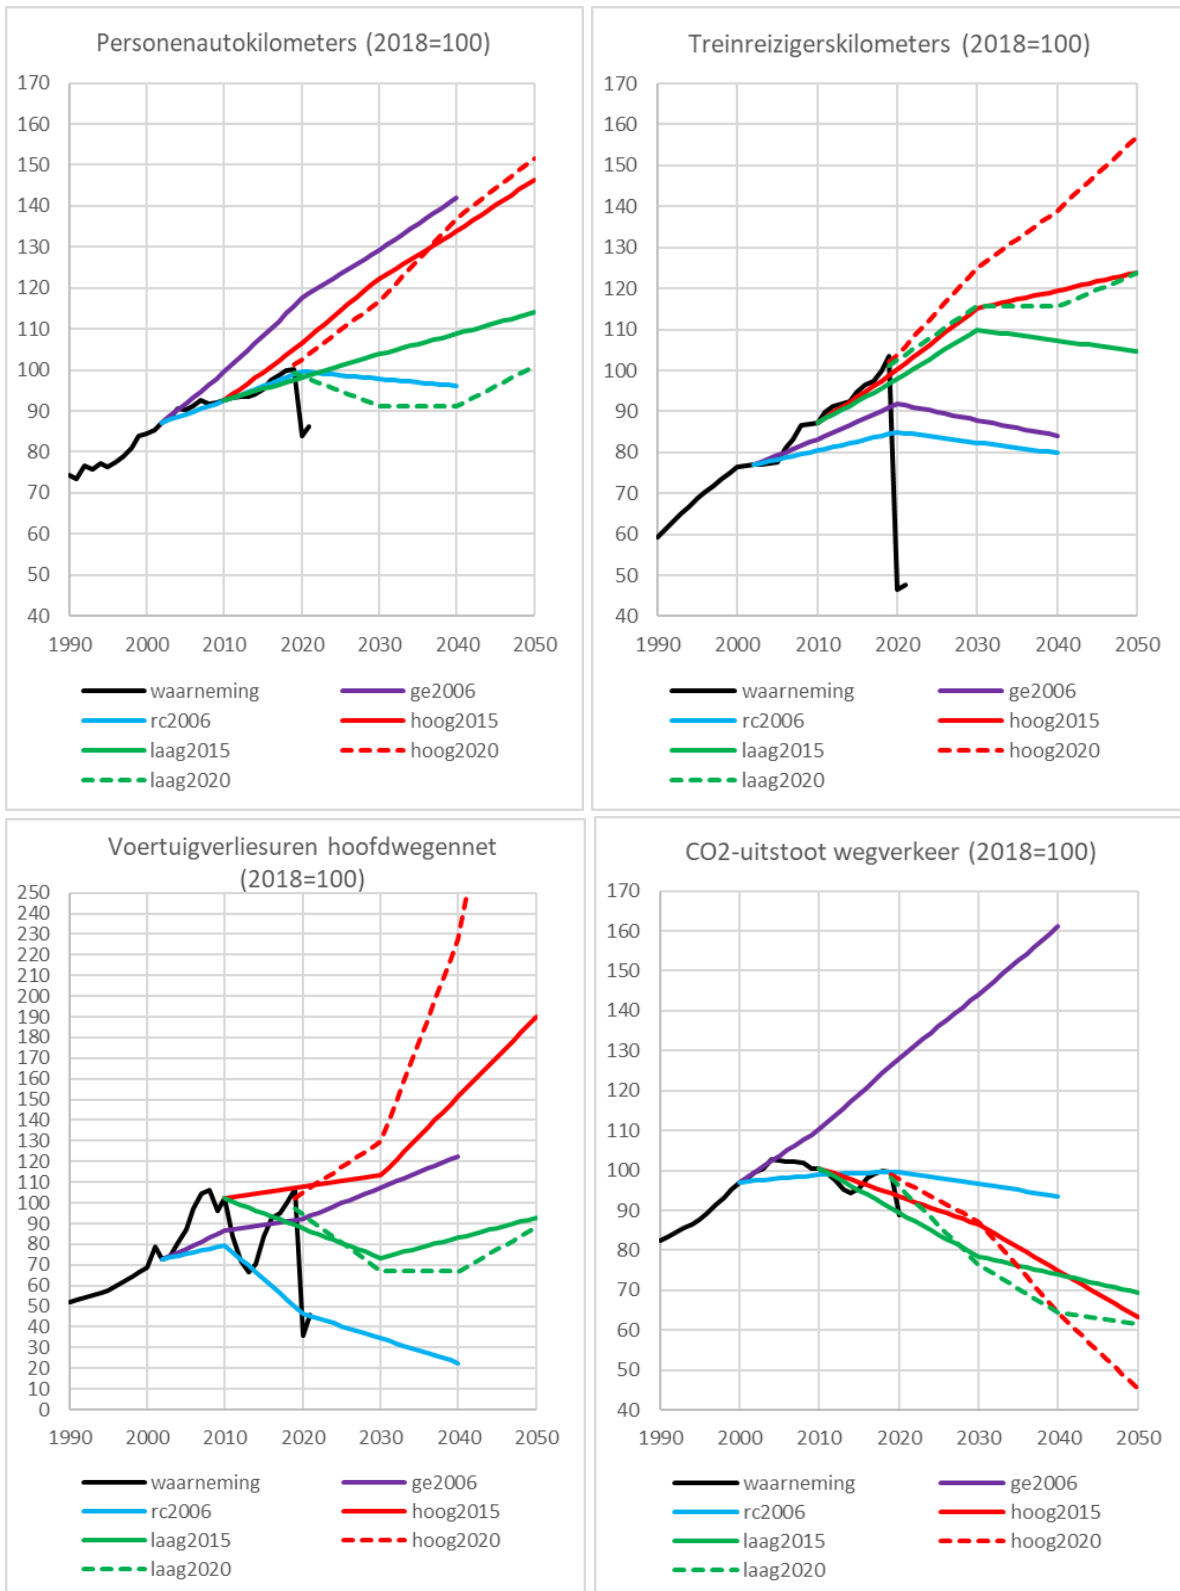 Personenautokilometers (2018=100)
170
160
150
140
130
120
110
100
90
80
70
60
50
40
1990 2000 2010 2020 2030 2040 2050
waarneming ge2006
rc2006 hoog2015
laag2015 hoog2020
laag2020
Treinreizigerskilometers (2018=100)
170
160
150
140
130
120
110
100
90
80
70
60
50
40
1990 2000 2010 2020 2030 2040 2050
waarneming ge2006
rc2006 hoog2015
laag2015 hoog2020
laag2020
Voertuigverliesuren hoofdwegennet
(2018=100)
250
240
230
220
210
200
190
180
170
160
150
140
130
120
110
100
90
80
70
60
50
40
30
20
10
0
1990 2000 2010 2020 2030 2040 2050
waarneming ge2006
rc2006 hoog2015
laag2015 hoog2020
laag2020
CO2-uitstoot wegverkeer (2018=100)
170
160
150
140
130
120
110
100
90
80
70
60
50
40
1990 2000 2010 2020 2030 2040 2050
waarneming ge2006
rc2006 hoog2015
laag2015 hoog2020
laag2020